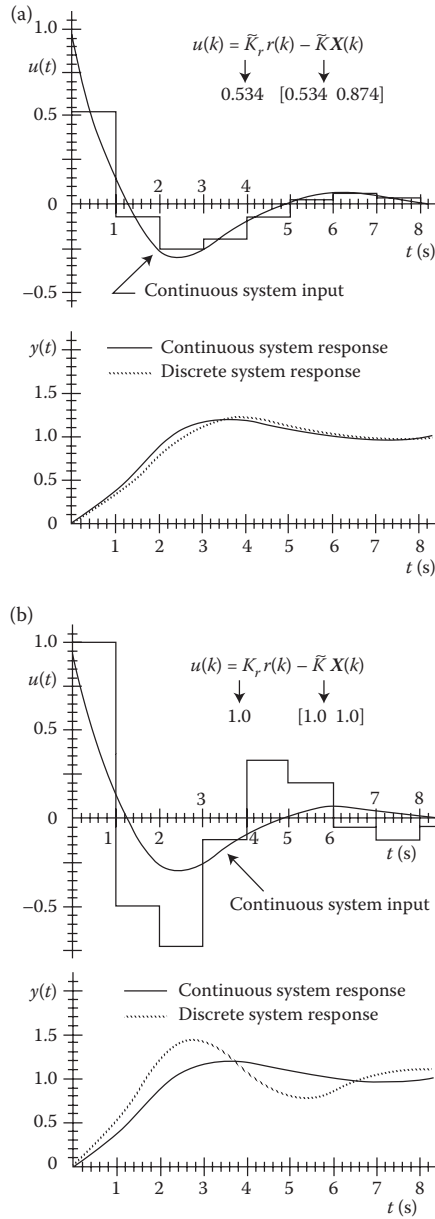 (a)
1.0
u(t)
u(k) = K̃ᵣ r(k) – K̃X(k)
0.534 [0.534 0.874]
0.5
2 3 4
0
1 5 6 7 8
t (s)
–0.5
Continuous system input
y(t)
Continuous system response
Discrete system response
1.5
1.0
0.5
0
1 2 3 4 5 6 7 8
t (s)
(b)
1.0
u(t)
u(k) = Kᵣ r(k) – K̃ X(k)
1.0 [1.0 1.0]
0.5
3 7 8
0
1 2 4 5 6
t (s)
–0.5
Continuous system input
y(t)
Continuous system response
Discrete system response
1.5
1.0
0.5
0
1 2 3 4 5 6 7 8
t (s)